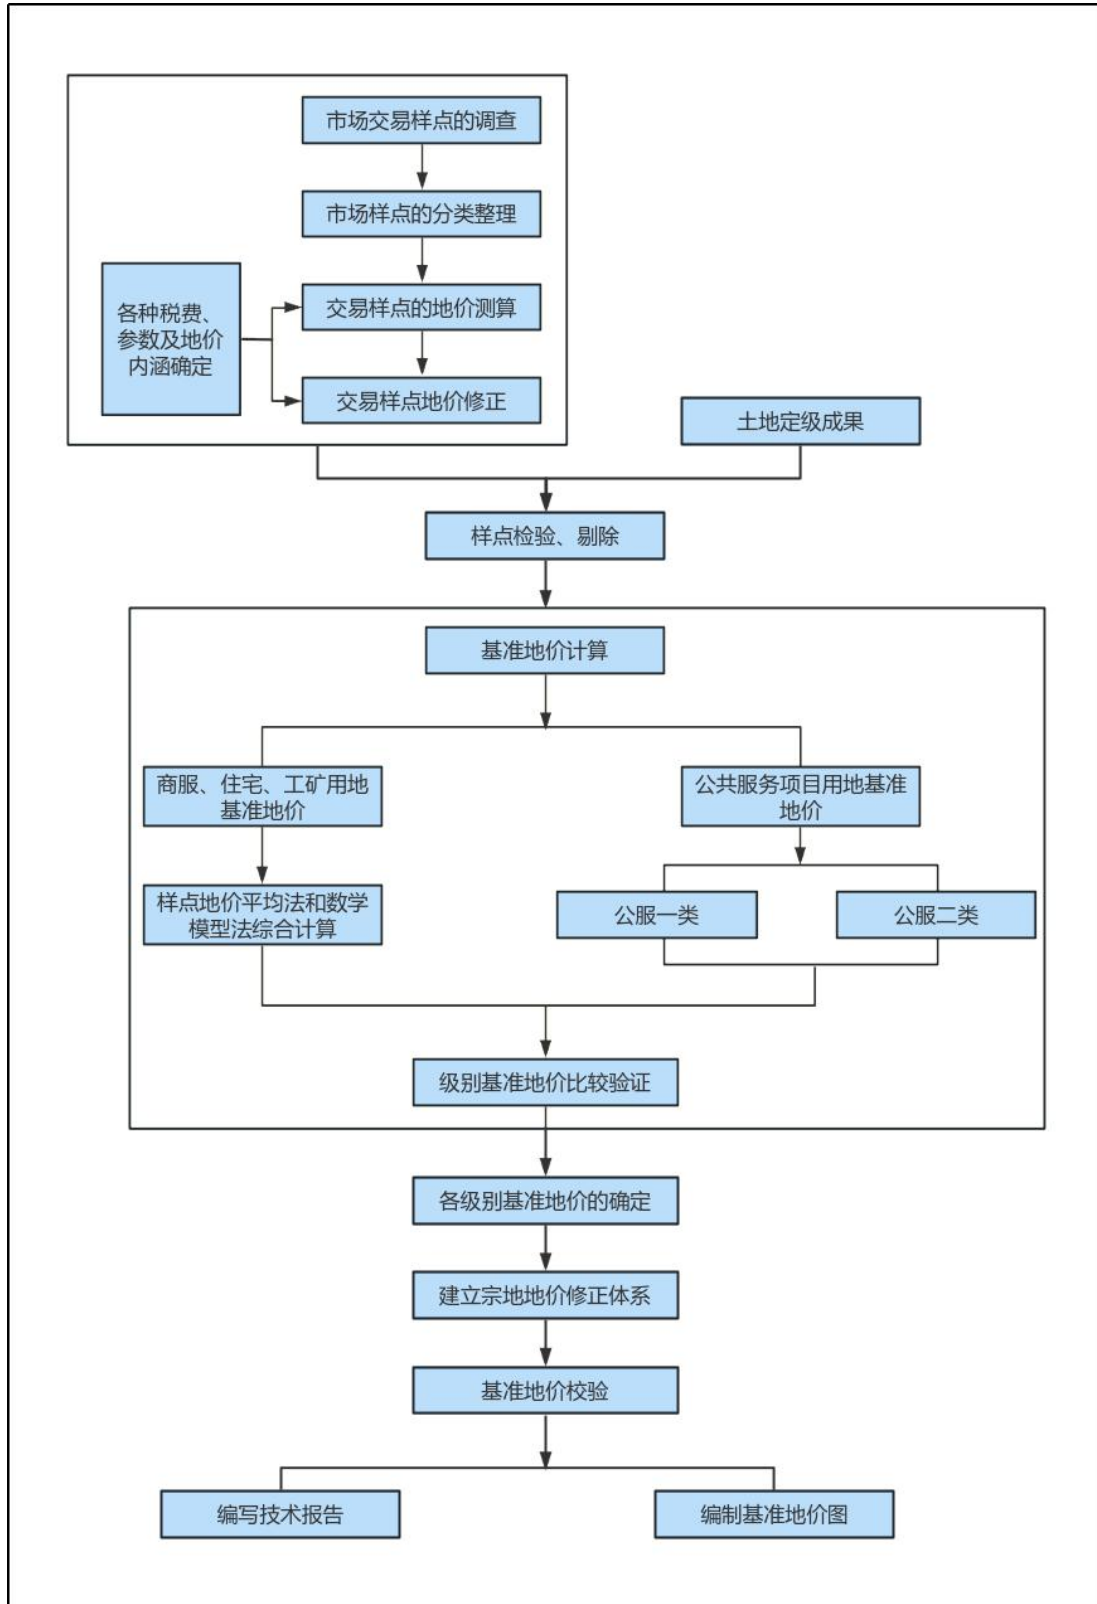 市场交易样点的调查
市场样点的分类整理
各种税费、
参数及地价
内涵确定
交易样点的地价测算
交易样点地价修正
土地定级成果
样点检验、剔除
基准地价计算
商服、住宅、工矿用地
基准地价
公共服务项目用地基准
地价
样点地价平均法和数学
模型法综合计算
公服一类
公服二类
级别基准地价比较验证
各级别基准地价的确定
建立宗地地价修正体系
基准地价校验
编写技术报告
编制基准地价图